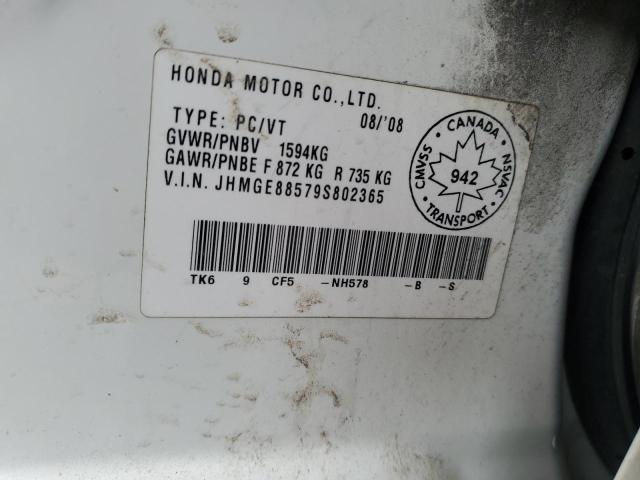 HONDA MOTOR CO.,LTD.
TYPE: PC/VT 08/'08
GVWR/PNBV 1594KG
GAWR/PNBE F 872 KG R 735 KG
V.I.N. JHMGE88579S802365
TK6 9 CF5 -NH578 -B -S
CANADA
CMVSS 942 NSVAC
TRANSPORT